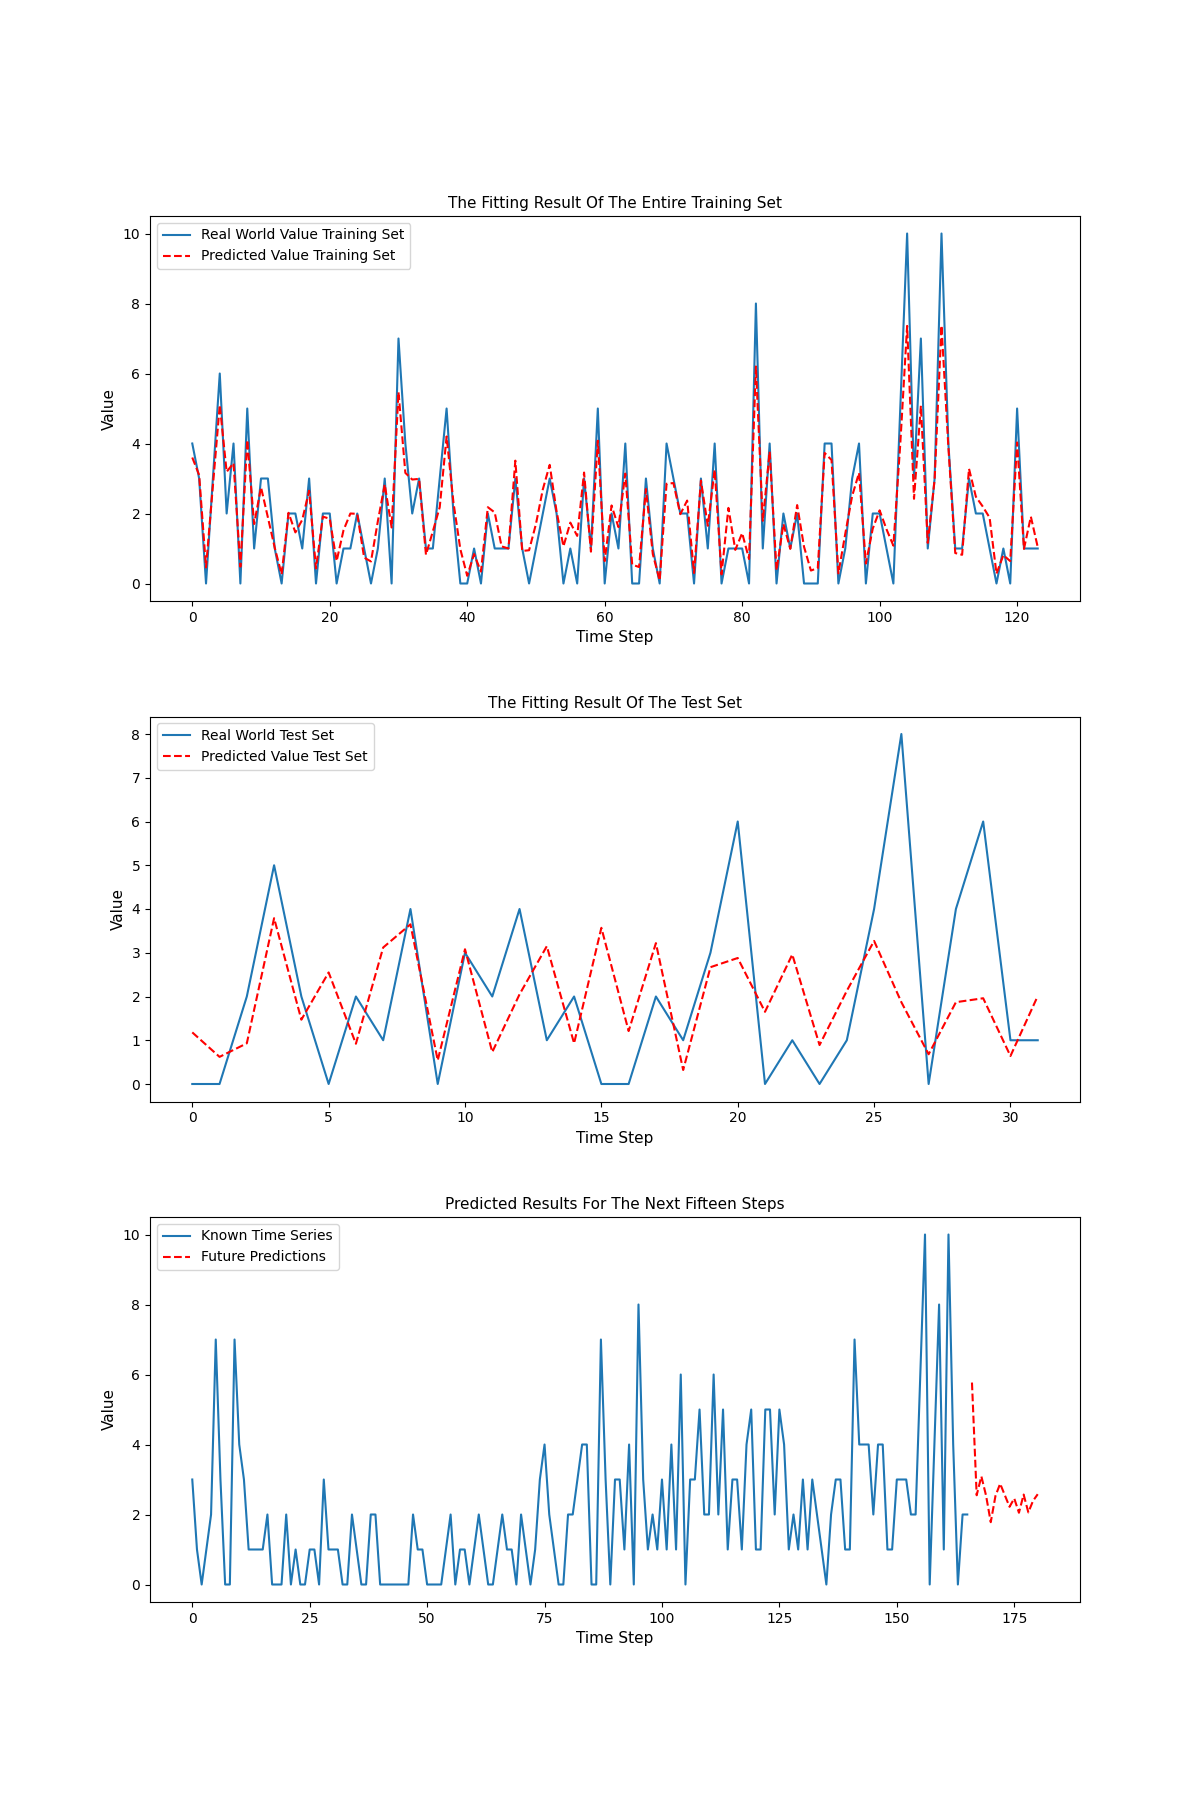 The Fitting Result Of The Entire Training Set
Real World Value Training Set
Predicted Value Training Set
10
8
6
4
2
0
Value
0 20 40 60 80 100 120
Time Step
The Fitting Result Of The Test Set
Real World Test Set
Predicted Value Test Set
8
7
6
5
4
3
2
1
0
Value
0 5 10 15 20 25 30
Time Step
Predicted Results For The Next Fifteen Steps
Known Time Series
Future Predictions
10
8
6
4
2
0
Value
0 25 50 75 100 125 150 175
Time Step